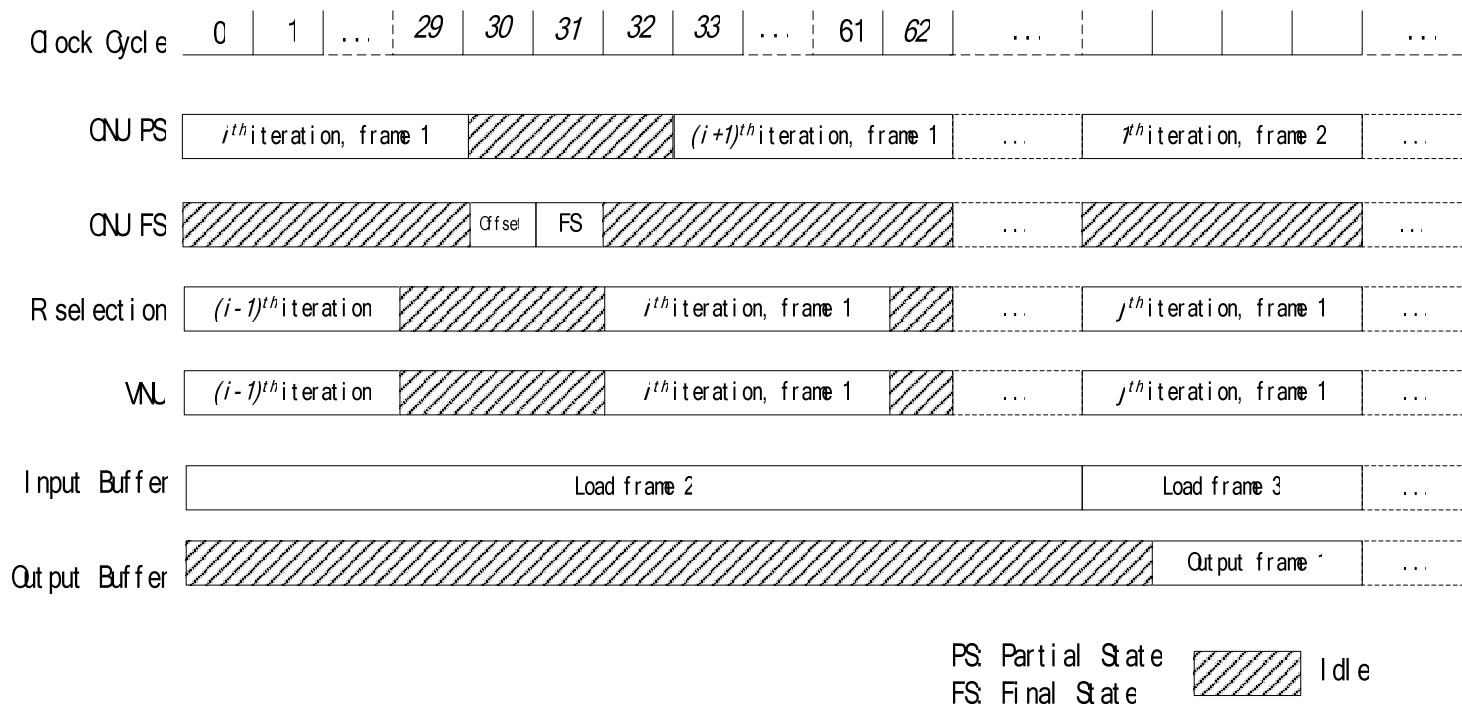 Clock Cycle 0 1 ... 29 30 31 32 33 ... 61 62 ... ...
CNU PS i th iteration, frame 1 (i+1) th iteration, frame 1 ... 1 th iteration, frame 2 ...
CNU FS Offset FS ... ...
R selection (i-1) th iteration i th iteration, frame 1 ... j th iteration, frame 1 ...
VNU (i-1) th iteration i th iteration, frame 1 ... j th iteration, frame 1 ...
Input Buffer Load frame 2 Load frame 3 ...
Output Buffer Output frame 1 ...
PS: Partial State
FS: Final State
Idle